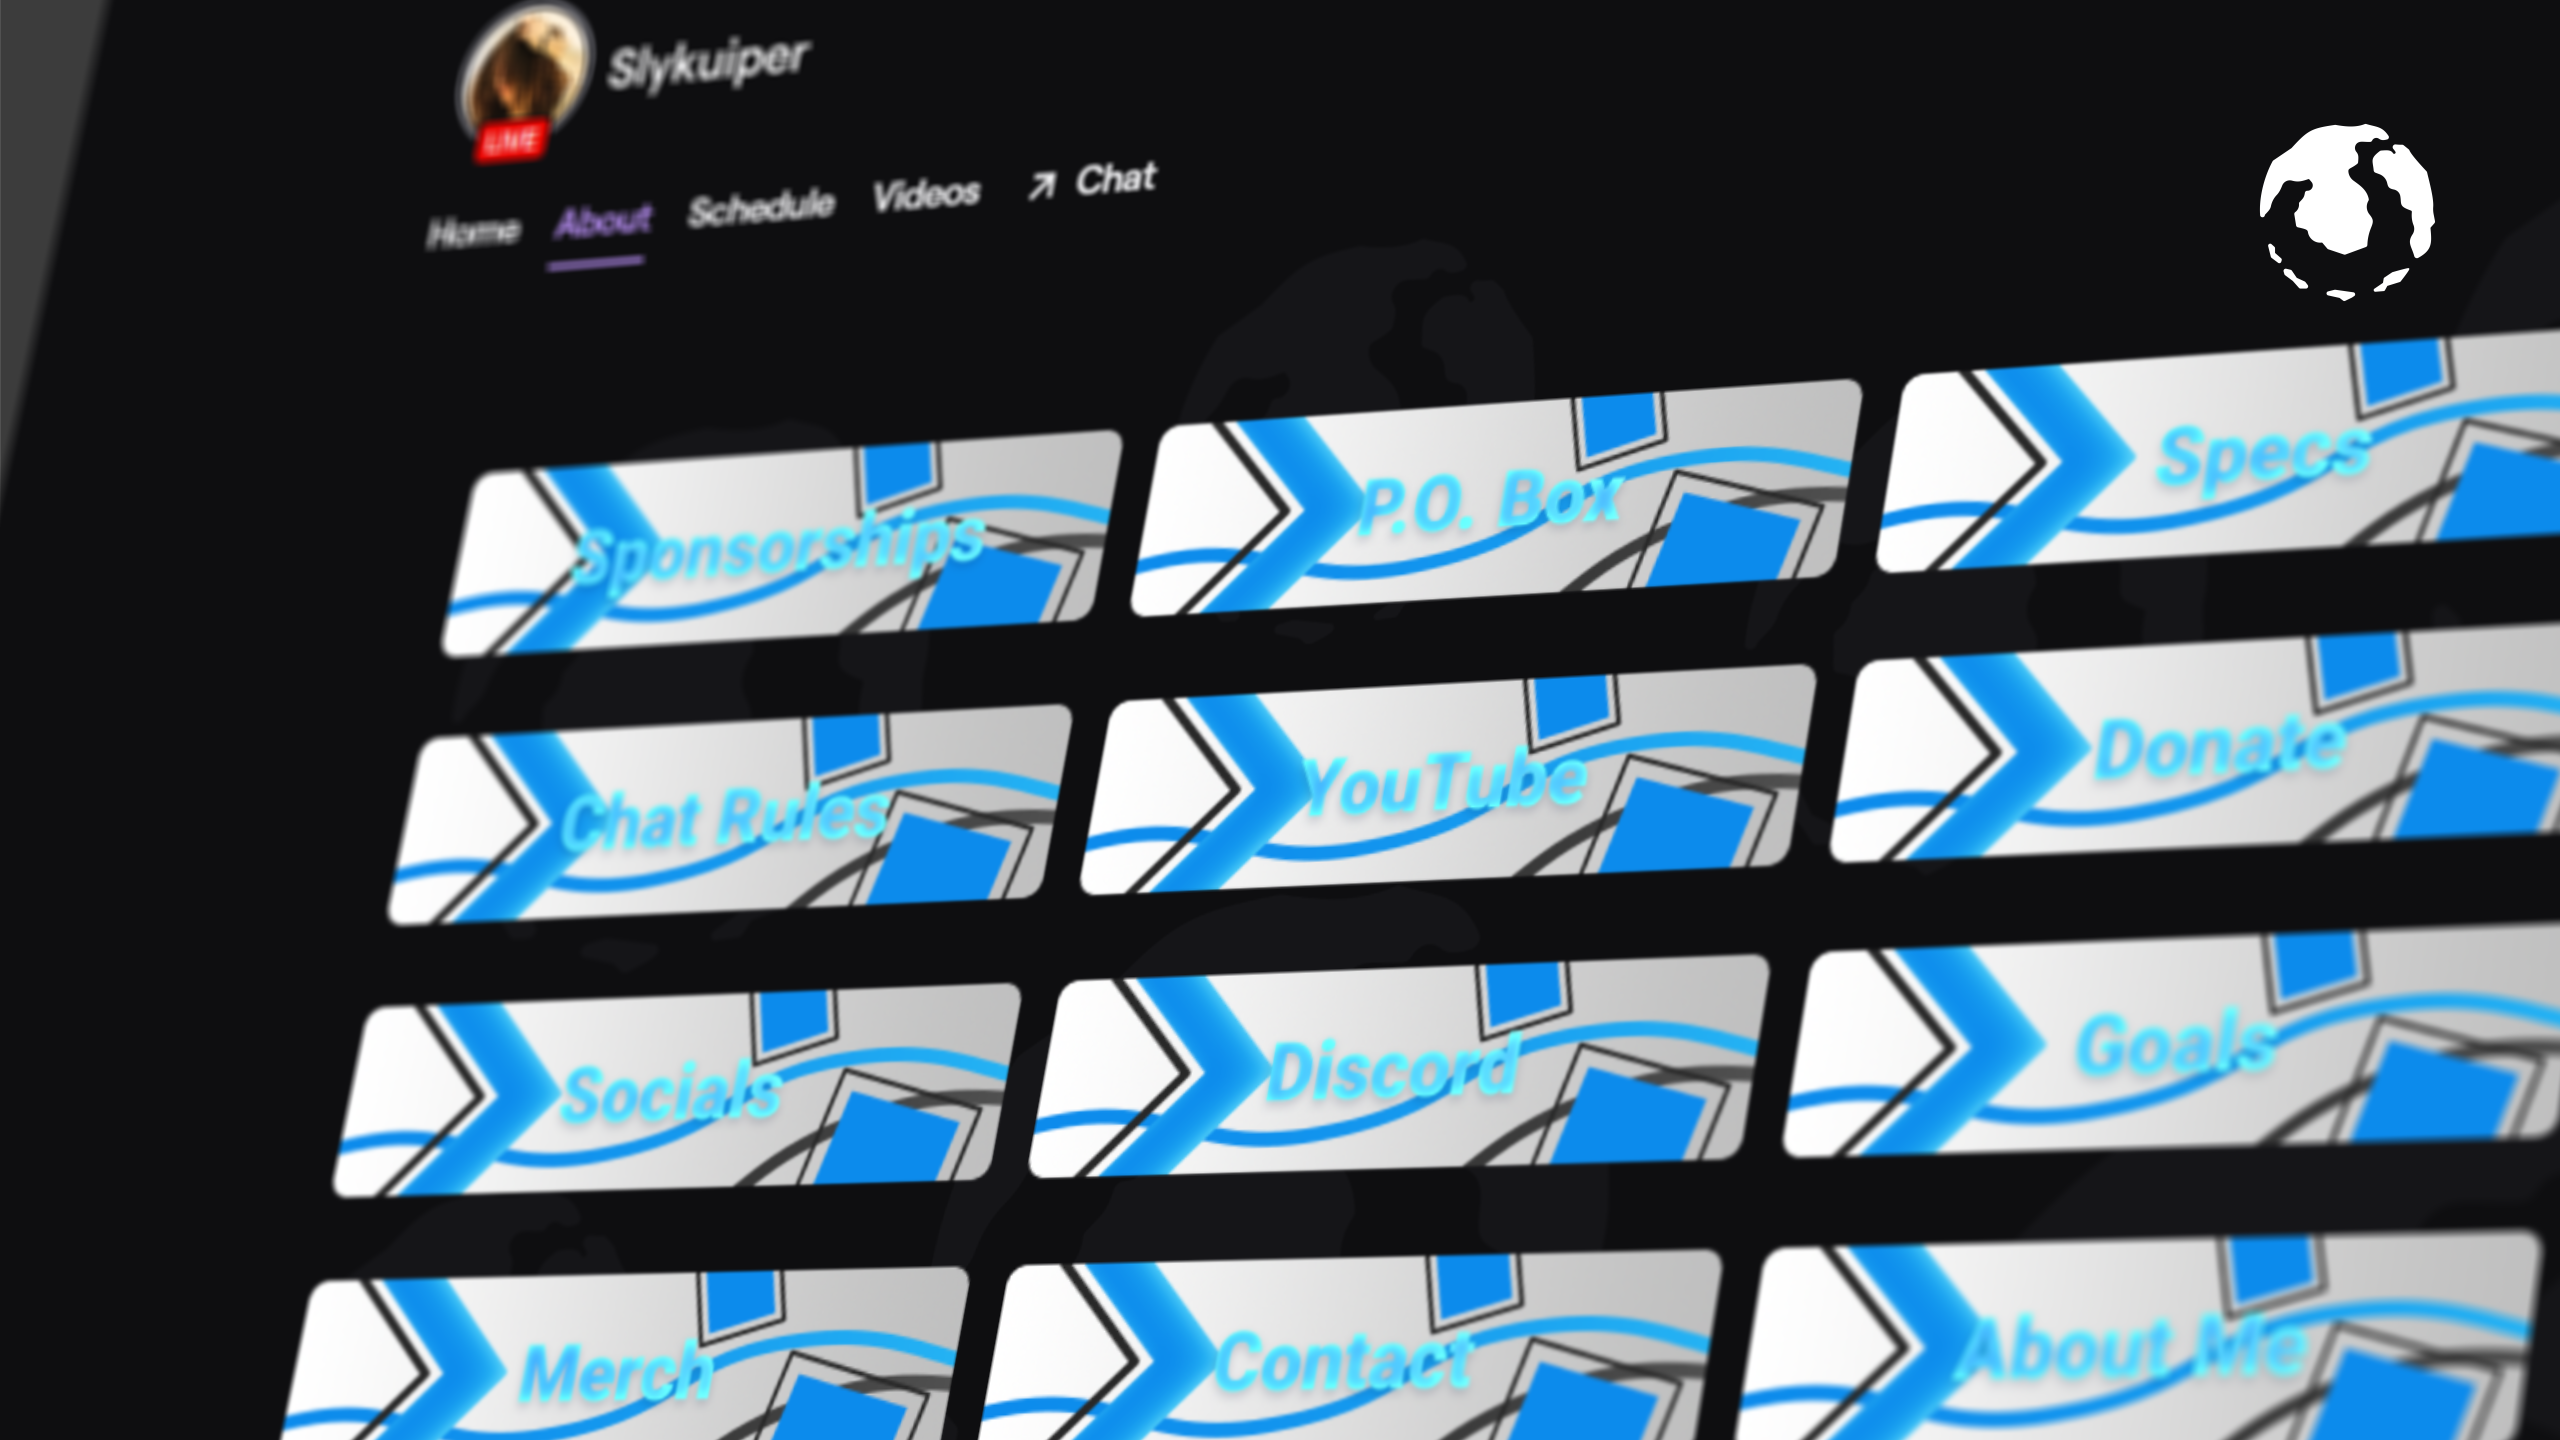 Slykuiper
LIVE
Home About Schedule Videos Chat
Sponsorships P.O. Box Specs
Chat Rules YouTube Donate
Socials Discord Goals
Merch Contact About Me